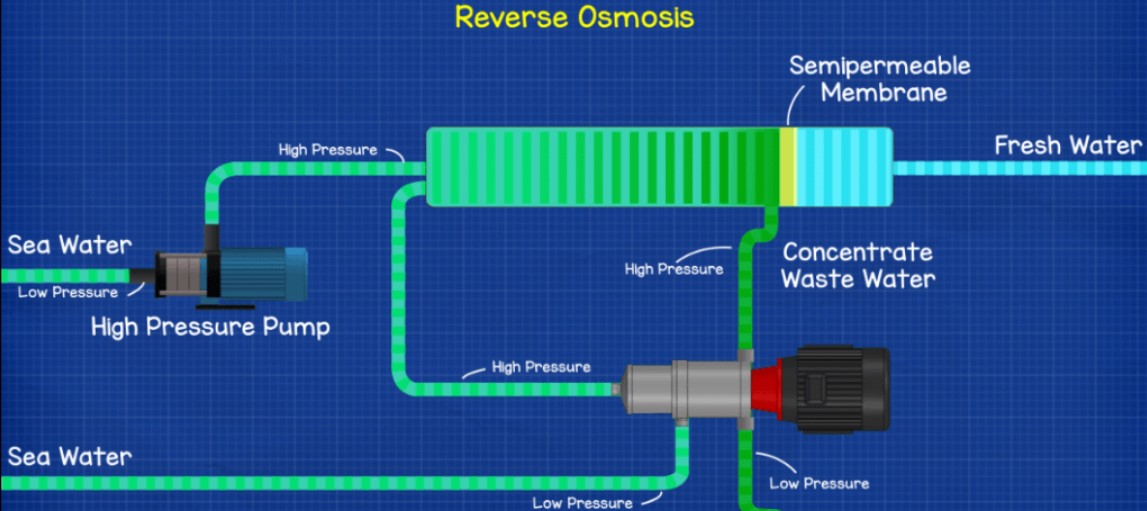 Reverse Osmosis
Semipermeable
Membrane
High Pressure
Fresh Water
Sea Water
Low Pressure
High Pressure Pump
High Pressure
Concentrate
Waste Water
High Pressure
Sea Water
Low Pressure
Low Pressure